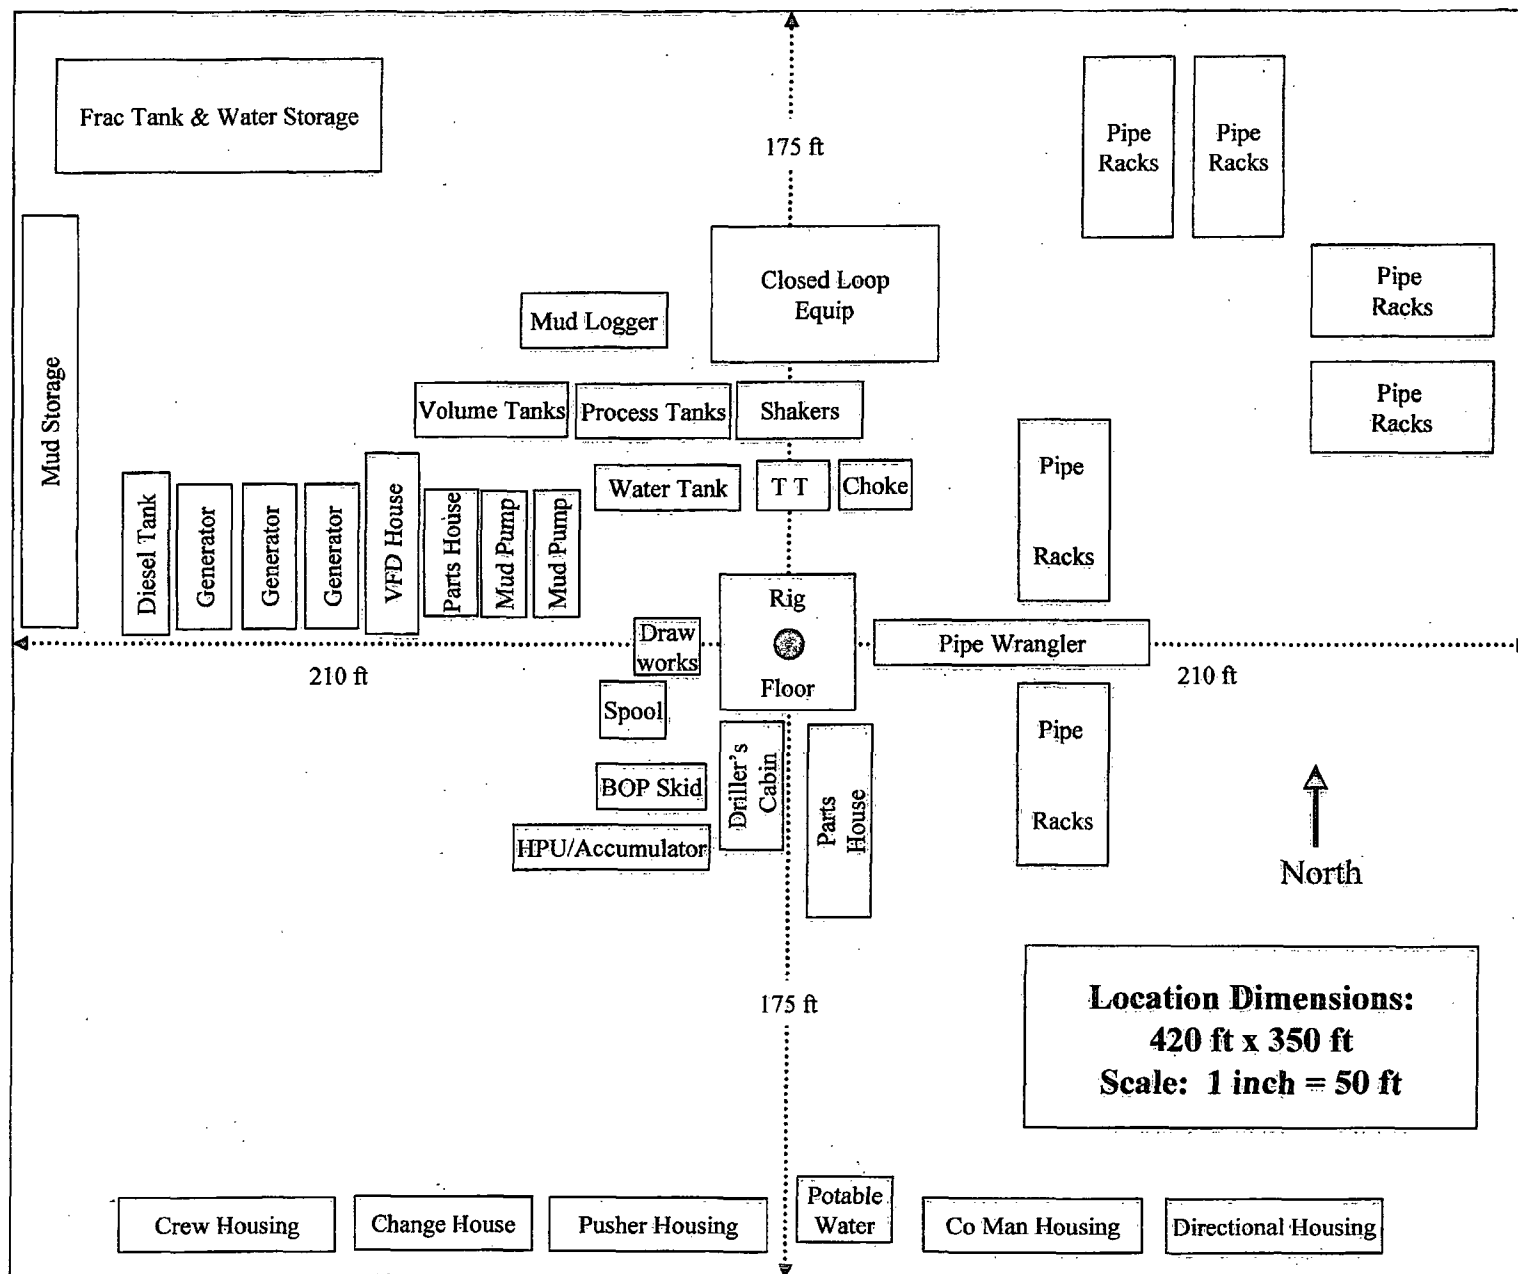 Frac Tank & Water Storage
175 ft
Pipe
Racks
Pipe
Racks
Closed Loop
Equip
Pipe
Racks
Mud Logger
Mud Storage
Volume Tanks
Process Tanks
Shakers
Pipe
Racks
Pipe
Racks
Water Tank
T T
Choke
Diesel Tank
Generator
Generator
Generator
VFD House
Parts House
Mud Pump
Mud Pump
Rig
Floor
Draw
works
Pipe Wrangler
210 ft
210 ft
Spool
Pipe
Racks
BOP Skid
Driller's
Cabin
Parts
House
HPU/Accumulator
North
175 ft
Location Dimensions:
420 ft x 350 ft
Scale: 1 inch = 50 ft
Crew Housing
Change House
Pusher Housing
Potable
Water
Co Man Housing
Directional Housing